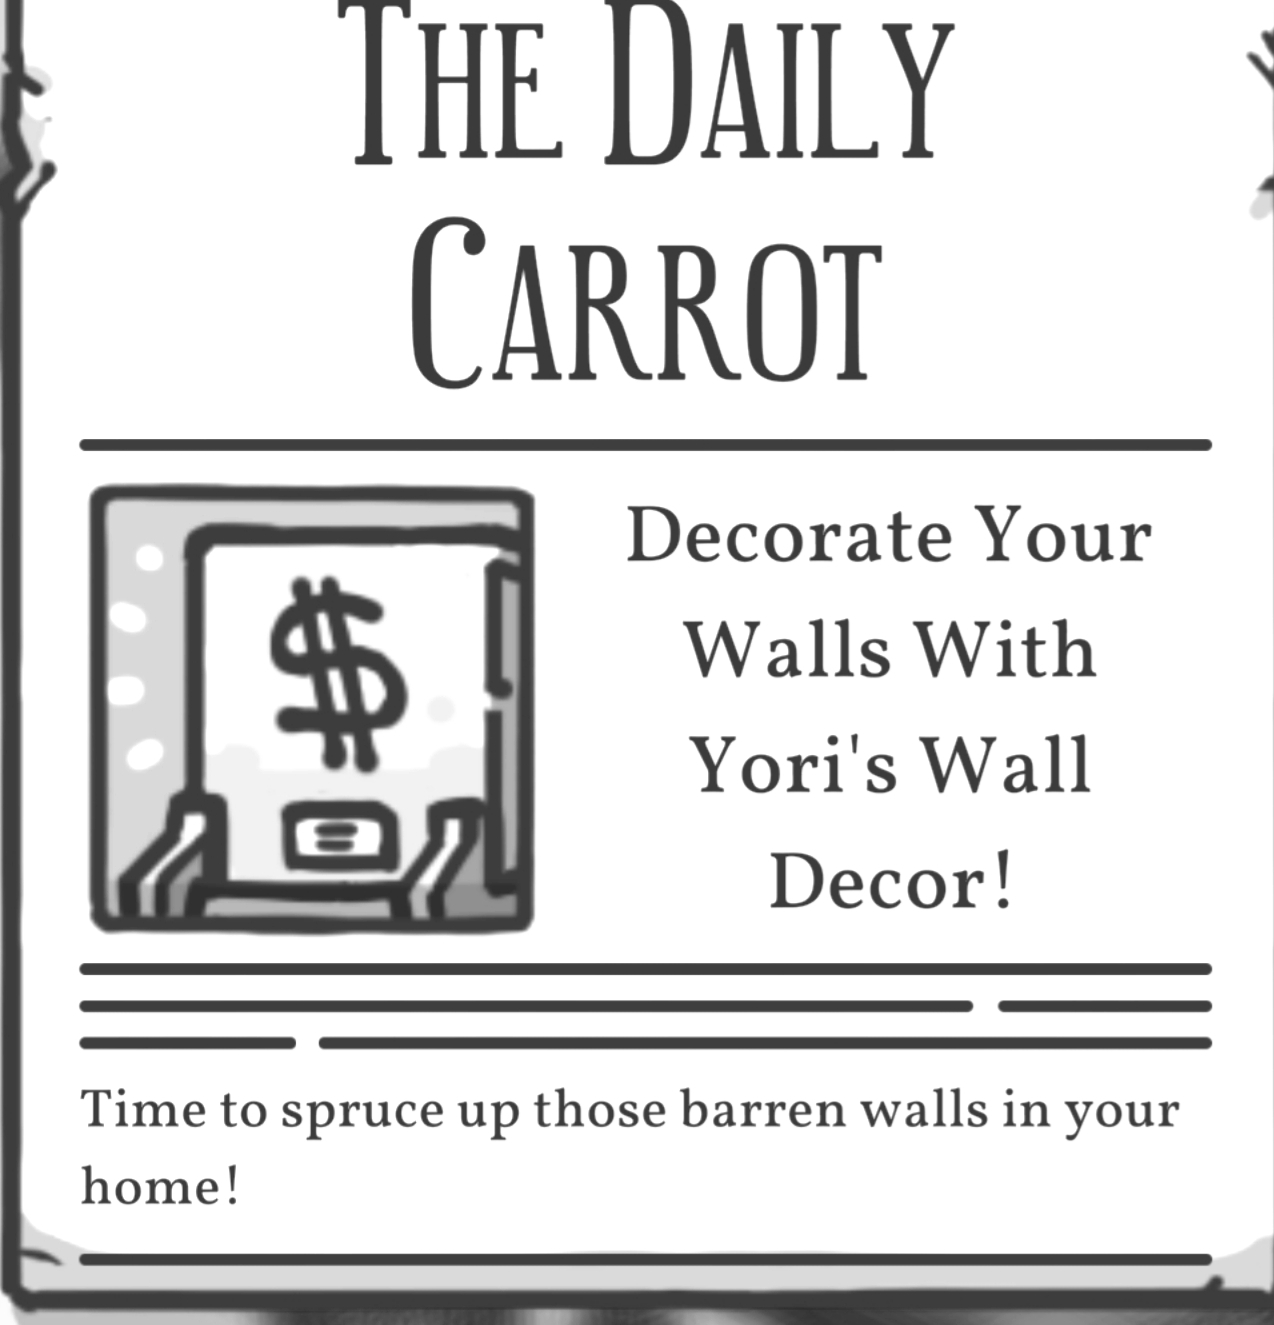 THE DAILY
CARROT
$
Decorate Your
Walls With
Yori's Wall
Decor!
Time to spruce up those barren walls in your
home!